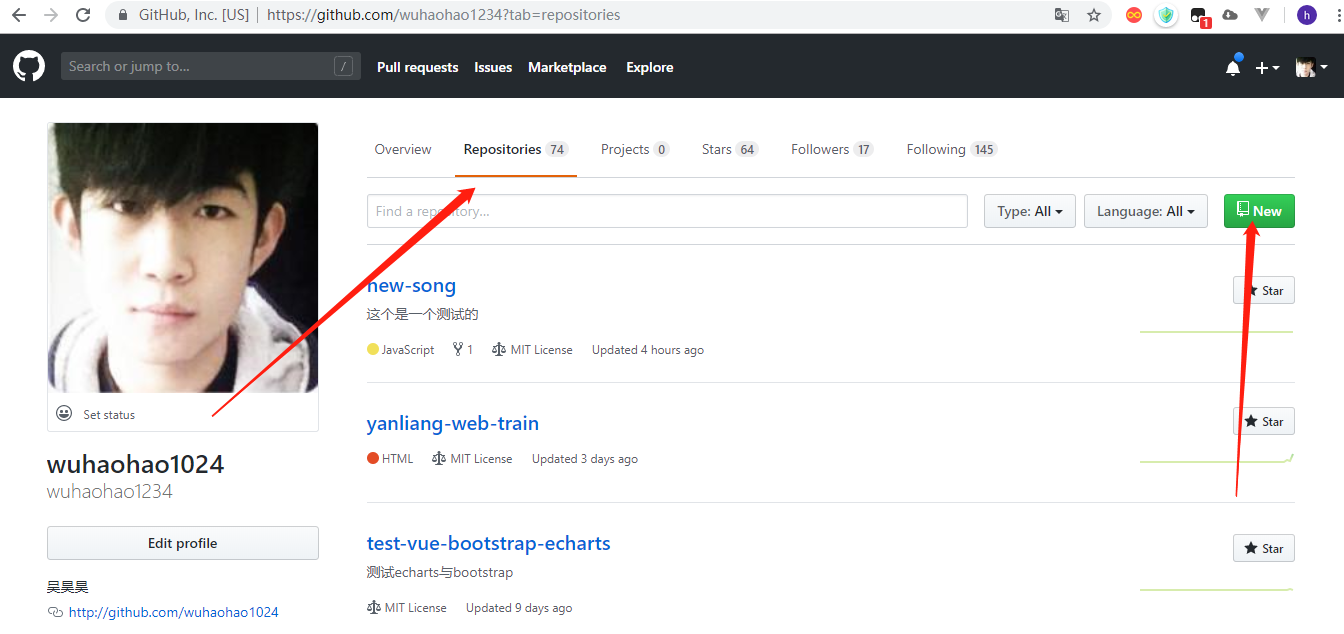 GitHub, Inc. [US] | https://github.com/wuhaohao1234?tab=repositories
1
h
Search or jump to... /
Pull requests Issues Marketplace Explore
Overview Repositories 74 Projects 0 Stars 64 Followers 17 Following 145
Find a repository...
Type: All
Language: All
New
new-song
Star
这个是一个测试的
JavaScript 1 MIT License Updated 4 hours ago
Set status
yanliang-web-train
Star
HTML MIT License Updated 3 days ago
wuhaohao1024
wuhaohao1234
Edit profile
test-vue-bootstrap-echarts
Star
测试echarts与bootstrap
MIT License Updated 9 days ago
吴昊昊
http://github.com/wuhaohao1024